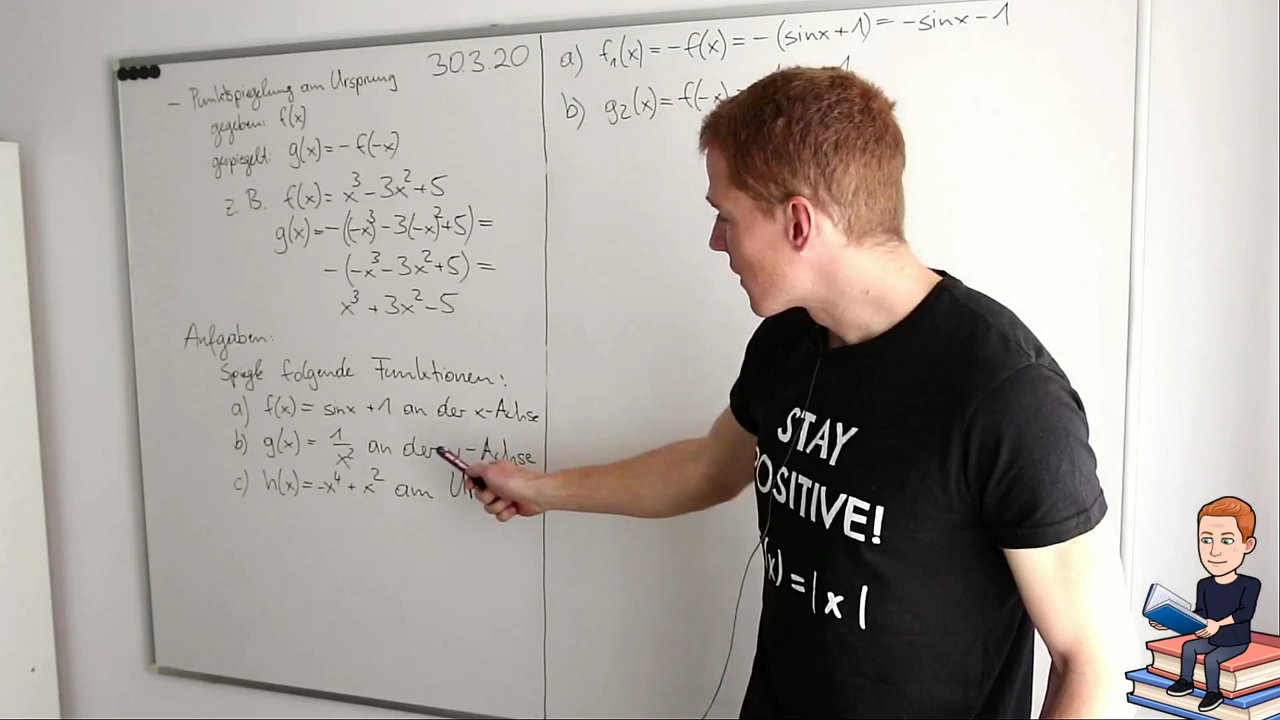 30.3.20
– Punktspiegelung am Ursprung
gegeben: f(x)
gespiegelt: g(x) = – f(–x)
z. B. f(x) = x³ – 3x² + 5
g(x) = – ((–x)³ – 3(–x)² + 5) =
– (–x³ – 3x² + 5) =
x³ + 3x² – 5
Aufgaben:
Spiegle folgende Funktionen:
a) f(x) = sinx + 1 an der x-Achse
b) g(x) = 1/x² an der y-Achse
c) h(x) = –x⁴ + x² am
a) f₁(x) = –f(x) = – (sinx + 1) = –sinx – 1
b) g₂(x) = f(–x) =
STAY
POSITIVE!
(x) = | x |